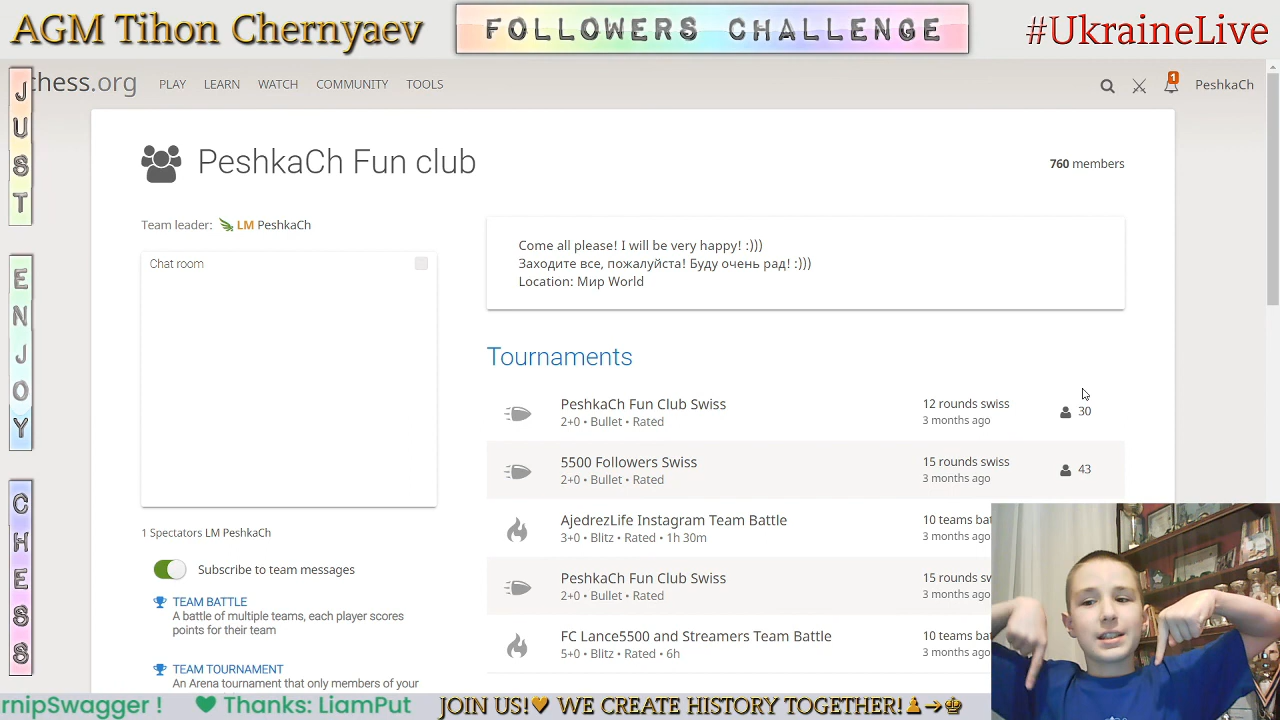 AGM Tihon Chernyaev
FOLLOWERS CHALLENGE
#UkraineLive
JUST
ENJOY
CHESS
chess.org
PLAY LEARN WATCH COMMUNITY TOOLS
1
PeshkaCh
PeshkaCh Fun club
760 members
Team leader: LM PeshkaCh
Chat room
Come all please! I will be very happy! :)))
Заходите все, пожалуйста! Буду очень рад! :)))
Location: Мир World
Tournaments
PeshkaCh Fun Club Swiss
2+0 • Bullet • Rated
12 rounds swiss
3 months ago
30
5500 Followers Swiss
2+0 • Bullet • Rated
15 rounds swiss
3 months ago
43
AjedrezLife Instagram Team Battle
3+0 • Blitz • Rated • 1h 30m
10 teams bat
3 months ago
PeshkaCh Fun Club Swiss
2+0 • Bullet • Rated
15 rounds sw
3 months ago
FC Lance5500 and Streamers Team Battle
5+0 • Blitz • Rated • 6h
10 teams bat
3 months ago
1 Spectators LM PeshkaCh
Subscribe to team messages
TEAM BATTLE
A battle of multiple teams, each player scores
points for their team
TEAM TOURNAMENT
An Arena tournament that only members of your
rnipSwagger ! 💚 Thanks: LiamPut
JOIN US!♥ WE CREATE HISTORY TOGETHER!♟→♚